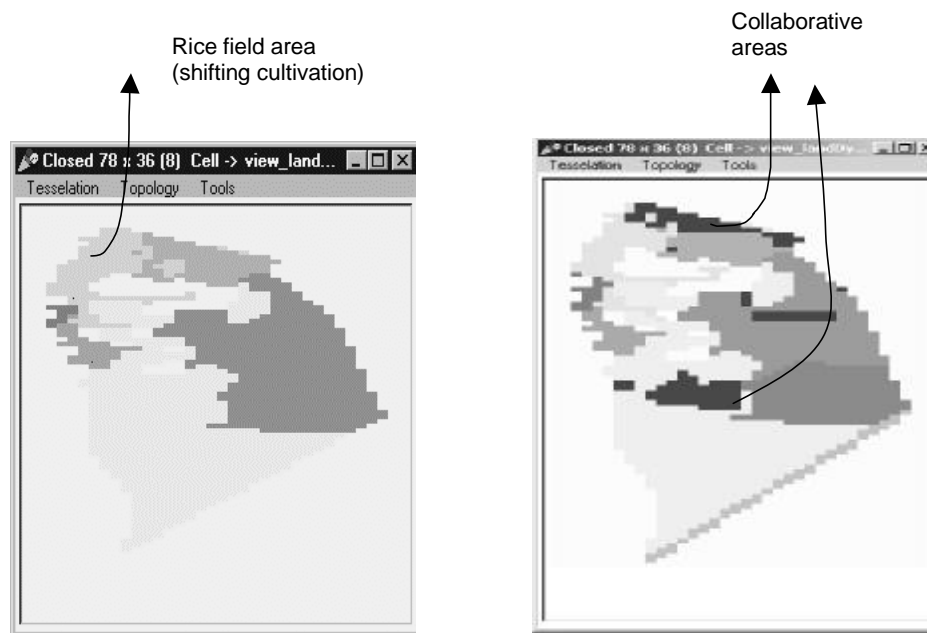 Rice field area
(shifting cultivation)
Collaborative
areas
Closed 78 x 36 (8) Cell -> view_land...
Tesselation Topology Tools
Closed 78 x 36 (8) Cell -> view_landDy...
Tesselation Topology Tools